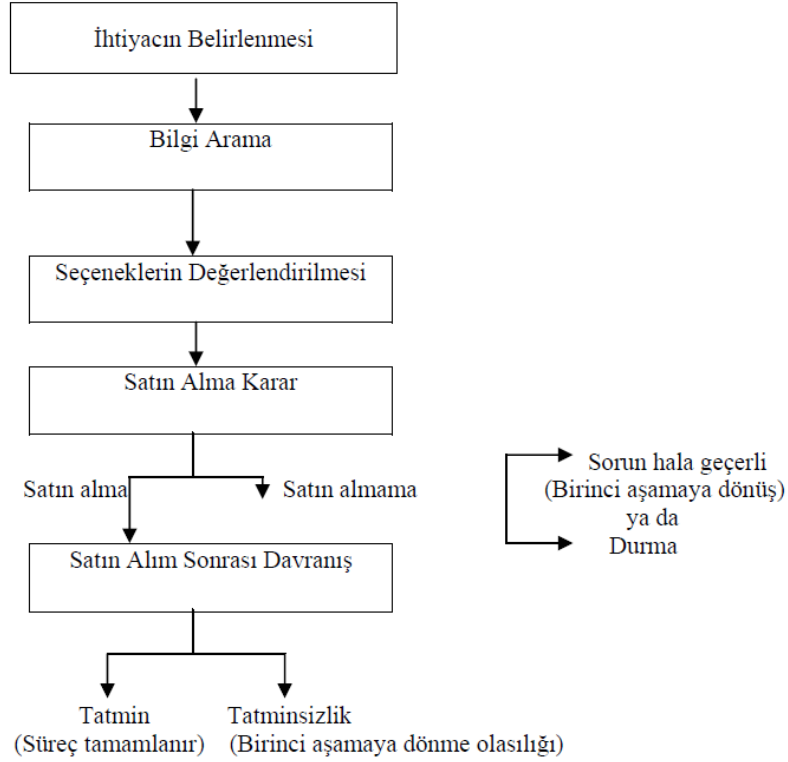 İhtiyacın Belirlenmesi
Bilgi Arama
Seçeneklerin Değerlendirilmesi
Satın Alma Karar
Satın alma
Satın almama
Sorun hala geçerli
(Birinci aşamaya dönüş)
ya da
Durma
Satın Alım Sonrası Davranış
Tatmin
(Süreç tamamlanır)
Tatminsizlik
(Birinci aşamaya dönme olasılığı)